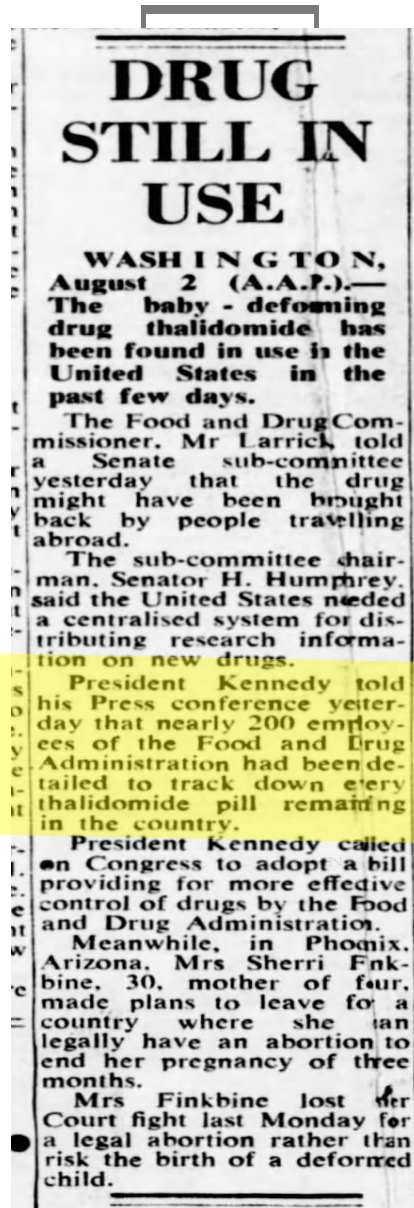 DRUG
STILL IN
USE
WASHINGTON,
August 2 (A.A.P.).—
The baby - deforming
drug thalidomide has
been found in use in the
United States in the
past few days.
The Food and Drug Com-
missioner, Mr Larrick told
a Senate sub-committee
yesterday that the drug
might have been brought
back by people travelling
abroad.
The sub-committee chair-
man, Senator H. Humphrey,
said the United States needed
a centralised system for dis-
tributing research informa-
tion on new drugs.
President Kennedy told
his Press conference yester-
day that nearly 200 employ-
ees of the Food and Drug
Administration had been de-
tailed to track down every
thalidomide pill remaining
in the country.
President Kennedy called
on Congress to adopt a bill
providing for more effective
control of drugs by the Food
and Drug Administration.
Meanwhile, in Phoenix,
Arizona, Mrs Sherri Fink-
bine, 30, mother of four,
made plans to leave for a
country where she can
legally have an abortion to
end her pregnancy of three
months.
Mrs Finkbine lost her
Court fight last Monday for
a legal abortion rather than
risk the birth of a deformed
child.